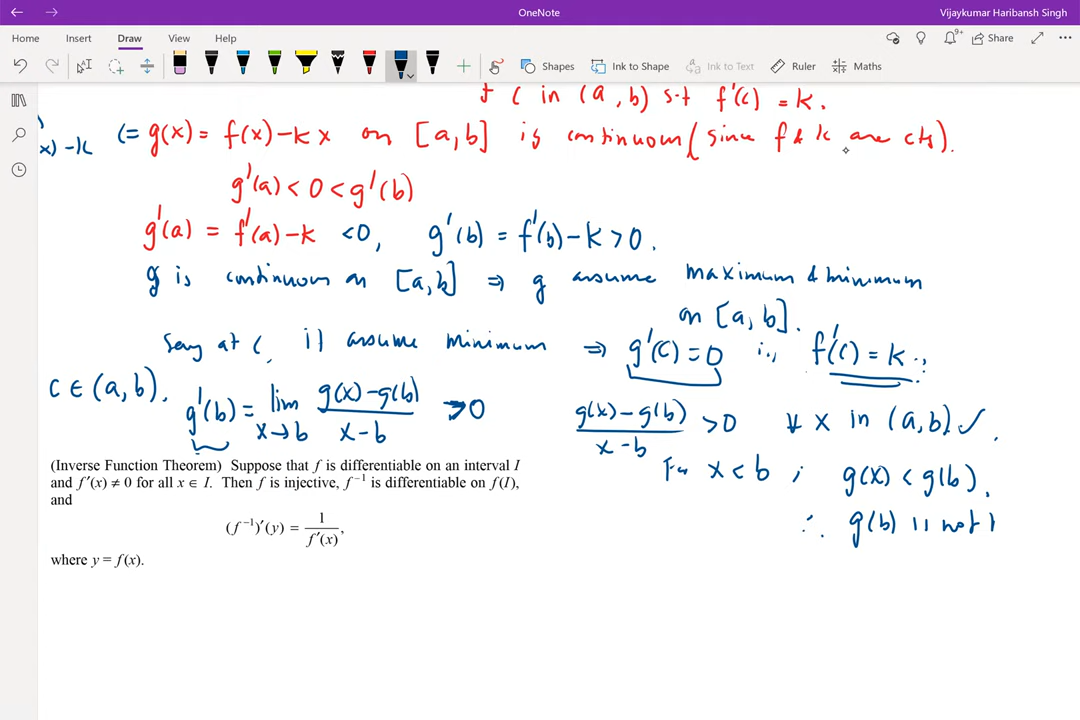 OneNote
Vijaykumar Haribansh Singh
Home Insert Draw View Help
9+ Share
Shapes Ink to Shape Ink to Text Ruler Maths
c in (a, b) s.t f'(c) = k.
x) - k (= g(x) = f(x) - k x on [a, b] is continuous (since f & k are cts).
g'(a) < 0 < g'(b)
g'(a) = f'(a) - k < 0, g'(b) = f'(b) - k > 0.
g is continuous on [a, b] ⇒ g assume maximum & minimum
on [a, b].
Say at c, it assume minimum ⇒ g'(c) = 0 i., f'(c) = k.
c ∈ (a, b). g'(b) = lim x→b g(x) - g(b) / x - b > 0
g(x) - g(b) / x - b > 0 ∀ x in (a, b) ✓.
For x < b ; g(x) < g(b).
∴ g(b) is not
(Inverse Function Theorem) Suppose that f is differentiable on an interval I
and f′(x) ≠ 0 for all x ∈ I. Then f is injective, f⁻¹ is differentiable on f(I),
and
(f⁻¹)′(y) = 1 / f′(x),
where y = f(x).